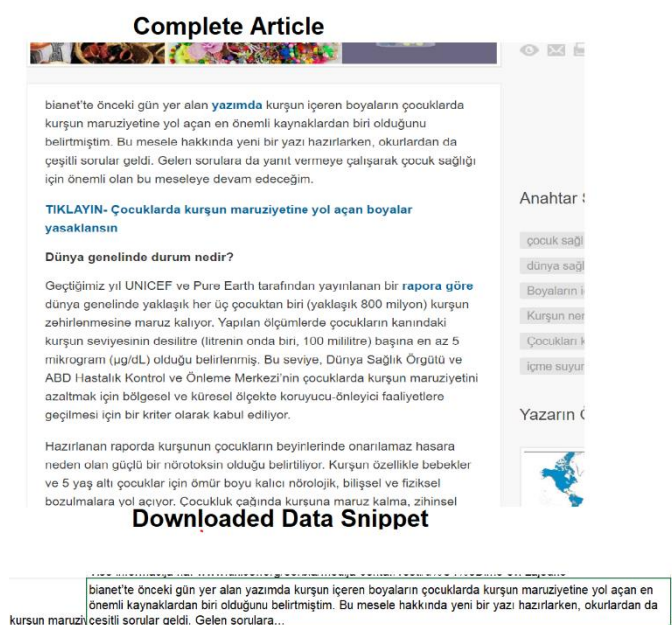 Complete Article
bianet'te önceki gün yer alan yazımda kurşun içeren boyaların çocuklarda
kurşun maruziyetine yol açan en önemli kaynaklardan biri olduğunu
belirtmiştim. Bu mesele hakkında yeni bir yazı hazırlarken, okurlardan da
çeşitli sorular geldi. Gelen sorulara da yanıt vermeye çalışarak çocuk sağlığı
için önemli olan bu meseleye devam edeceğim.
TIKLAYIN- Çocuklarda kurşun maruziyetine yol açan boyalar
yasaklansın
Dünya genelinde durum nedir?
Geçtiğimiz yıl UNICEF ve Pure Earth tarafından yayınlanan bir rapora göre
dünya genelinde yaklaşık her üç çocuktan biri (yaklaşık 800 milyon) kurşun
zehirlenmesine maruz kalıyor. Yapılan ölçümlerde çocukların kanındaki
kurşun seviyesinin desilitre (litrenin onda biri, 100 mililitre) başına en az 5
mikrogram (µg/dL) olduğu belirlenmiş. Bu seviye, Dünya Sağlık Örgütü ve
ABD Hastalık Kontrol ve Önleme Merkezi'nin çocuklarda kurşun maruziyetini
azaltmak için bölgesel ve küresel ölçekte koruyucu-önleyici faaliyetlere
geçilmesi için bir kriter olarak kabul ediliyor.
Hazırlanan raporda kurşunun çocukların beyinlerinde onarılamaz hasara
neden olan güçlü bir nörotoksin olduğu belirtiliyor. Kurşun özellikle bebekler
ve 5 yaş altı çocuklar için ömür boyu kalıcı nörolojik, bilişsel ve fiziksel
bozulmalara yol açıyor. Çocukluk çağında kurşuna maruz kalma, zihinsel
Anahtar
çocuk sağl
dünya sağl
Boyaların i
Kurşun ner
Çocukları k
içme suyun
Yazarın
Downloaded Data Snippet
bianet'te önceki gün yer alan yazımda kurşun içeren boyaların çocuklarda kurşun maruziyetine yol açan en
önemli kaynaklardan biri olduğunu belirtmiştim. Bu mesele hakkında yeni bir yazı hazırlarken, okurlardan da
kurşun maruziv çeşitli sorular geldi. Gelen sorulara...